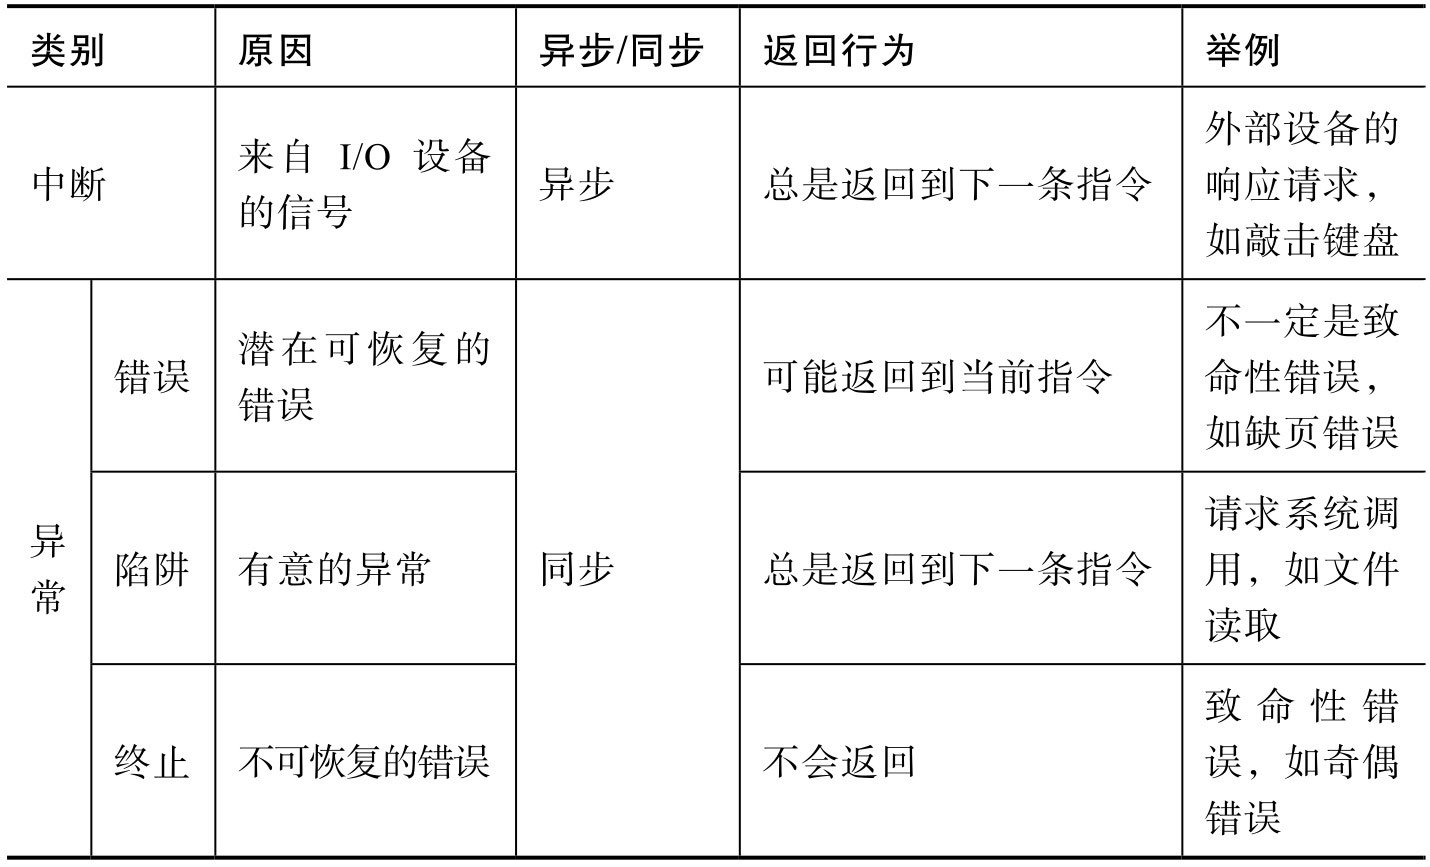 类别 原因 异步/同步 返回行为 举例
中断
来自 I/O 设备
的信号
异步
总是返回到下一条指令
外部设备的
响应请求，
如敲击键盘
异
常
错误
潜在可恢复的
错误
同步
可能返回到当前指令
不一定是致
命性错误，
如缺页错误
陷阱
有意的异常
总是返回到下一条指令
请求系统调
用，如文件
读取
终止
不可恢复的错误
不会返回
致命性错
误，如奇偶
错误